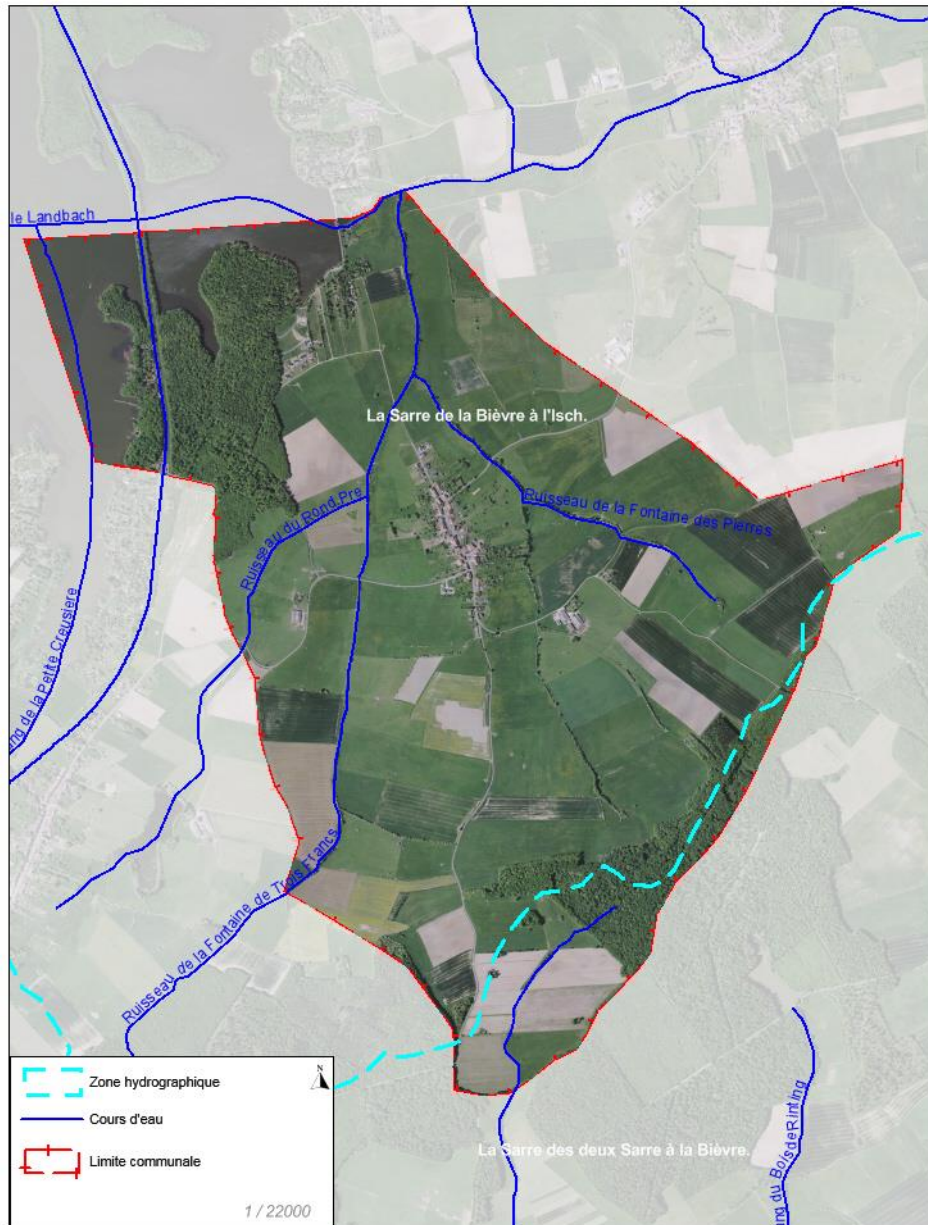 le Landbach
La Sarre de la Bièvre à l'Isch.
Ruisseau du Rond Pre
Ruisseau de la Fontaine des Pierres
ng de la Petite Creusiere
Ruisseau de la Fontaine de Trois Francs
Zone hydrographique
N
Cours d'eau
Limite communale
1 / 22000
La Sarre des deux Sarre à la Bièvre.
ng du Bois de Rinting